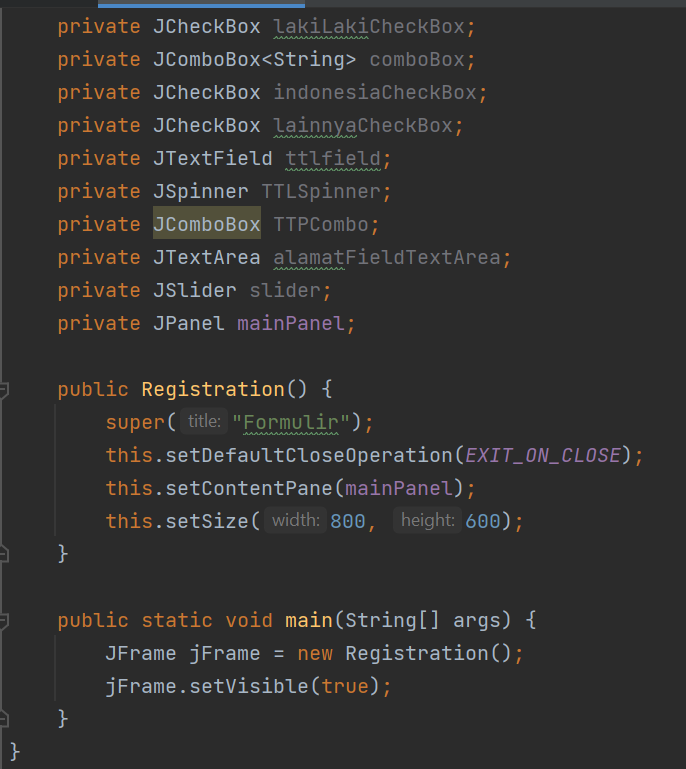 private JCheckBox lakiLakiCheckBox;
private JComboBox<String> comboBox;
private JCheckBox indonesiaCheckBox;
private JCheckBox lainnyaCheckBox;
private JTextField ttlfield;
private JSpinner TTLSpinner;
private JComboBox TTPCombo;
private JTextArea alamatFieldTextArea;
private JSlider slider;
private JPanel mainPanel;
public Registration() {
super( title: "Formulir");
this.setDefaultCloseOperation(EXIT_ON_CLOSE);
this.setContentPane(mainPanel);
this.setSize( width: 800, height: 600);
}
public static void main(String[] args) {
JFrame jFrame = new Registration();
jFrame.setVisible(true);
}
}